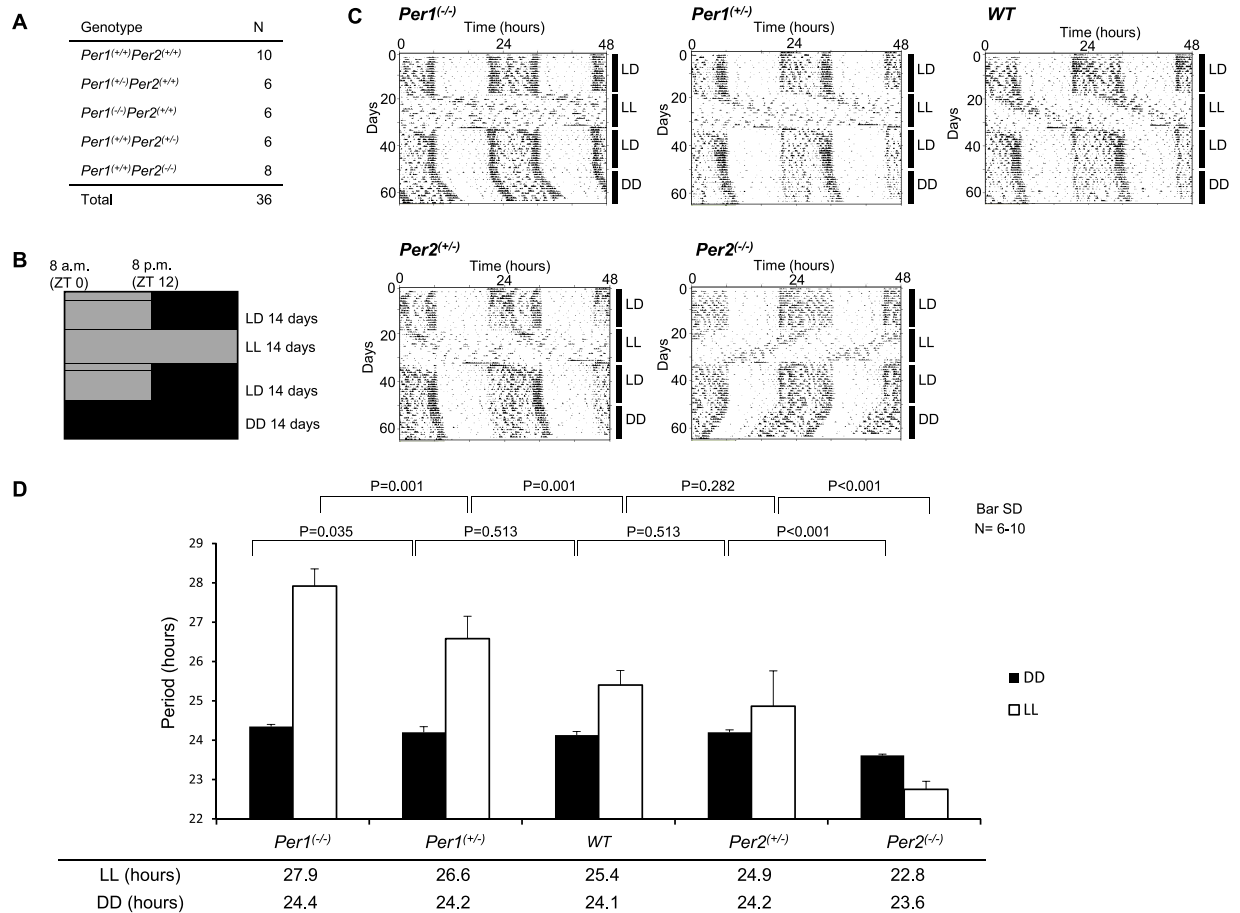 A
Genotype N
Per1(+/+)Per2(+/+) 10
Per1(+/-)Per2(+/+) 6
Per1(-/-)Per2(+/+) 6
Per1(+/+)Per2(+/-) 6
Per1(+/+)Per2(-/-) 8
Total 36
B
8 a.m. 8 p.m.
(ZT 0) (ZT 12)
LD 14 days
LL 14 days
LD 14 days
DD 14 days
C
Per1(-/-)
Time (hours)
0 24 48
Days
0
20
40
60
LD
LL
LD
DD
Per1(+/-)
Time (hours)
0 24 48
Days
0
20
40
60
LD
LL
LD
DD
WT
Time (hours)
0 24 48
Days
0
20
40
60
LD
LL
LD
DD
Per2(+/-)
Time (hours)
0 24 48
Days
0
20
40
60
LD
LL
LD
DD
Per2(-/-)
Time (hours)
0 24 48
Days
0
20
40
60
LD
LL
LD
DD
D
P=0.001 P=0.001 P=0.282 P<0.001
P=0.035 P=0.513 P=0.513 P<0.001
Bar SD
N= 6-10
Period (hours)
29
28
27
26
25
24
23
22
DD
LL
Per1(-/-) Per1(+/-) WT Per2(+/-) Per2(-/-)
LL (hours) 27.9 26.6 25.4 24.9 22.8
DD (hours) 24.4 24.2 24.1 24.2 23.6